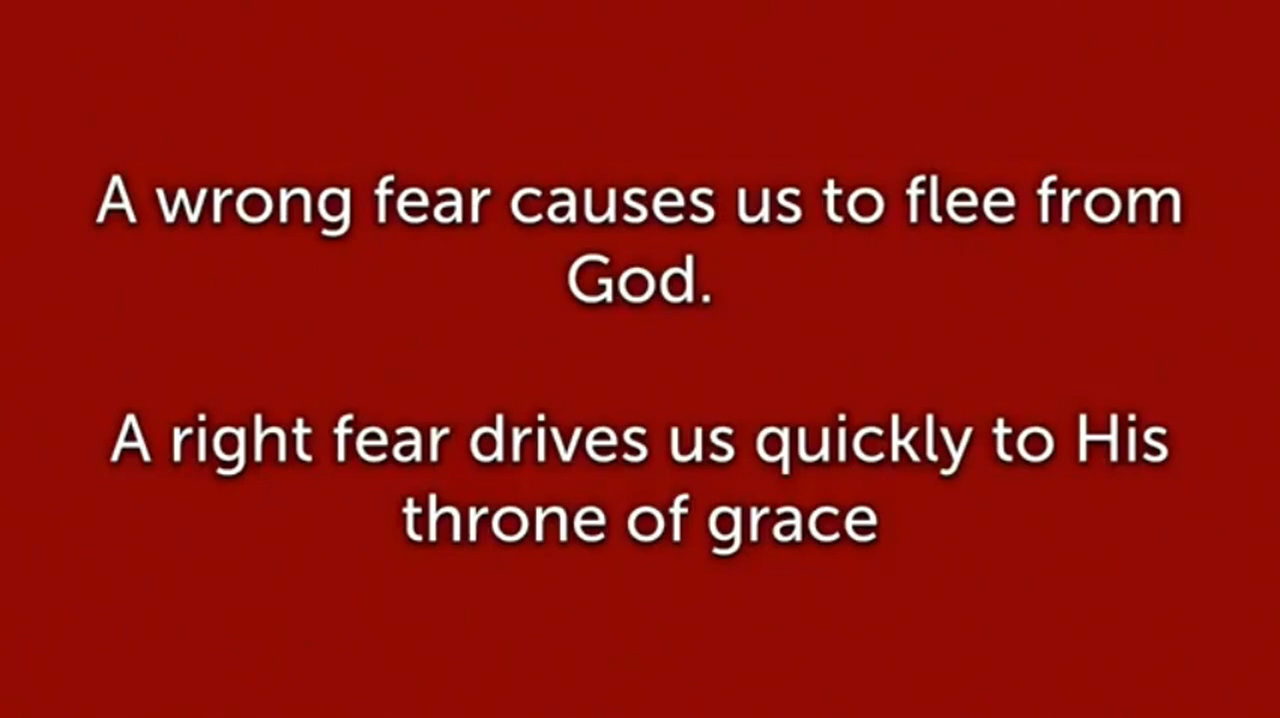 A wrong fear causes us to flee from
God.
A right fear drives us quickly to His
throne of grace